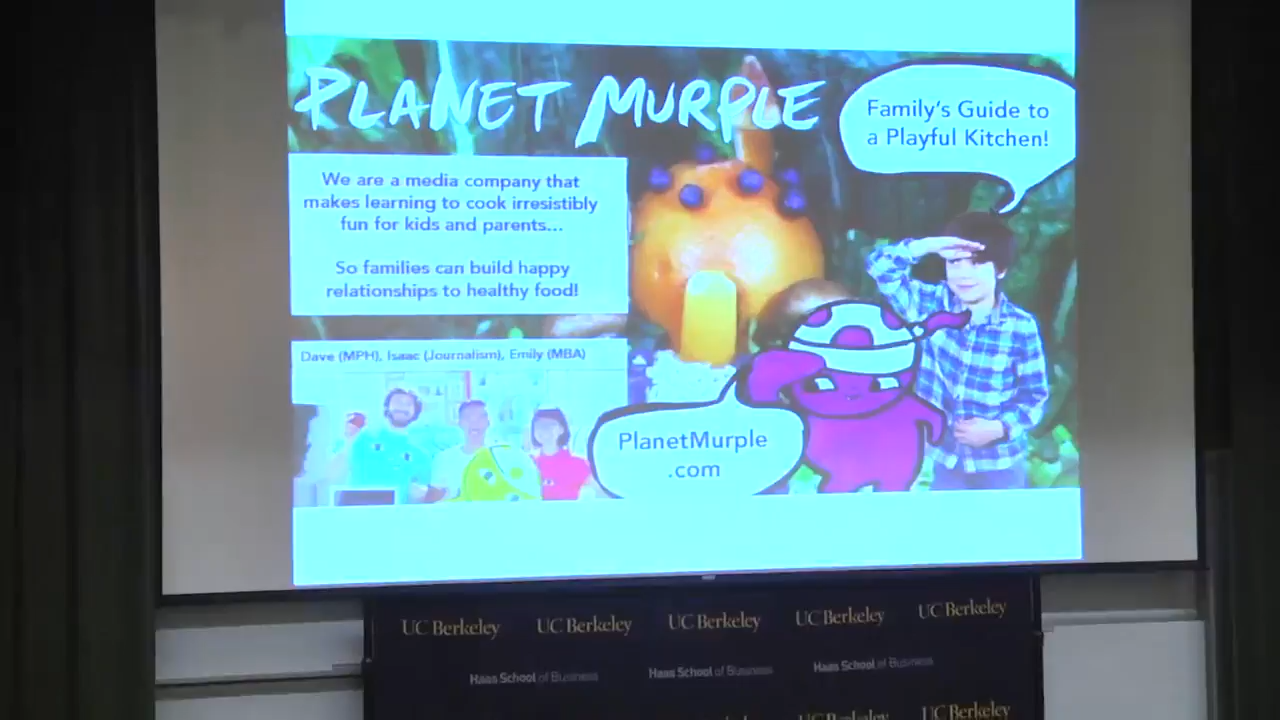 PLANET MURPLE
Family's Guide to
a Playful Kitchen!
We are a media company that
makes learning to cook irresistibly
fun for kids and parents...
So families can build happy
relationships to healthy food!
Dave (MPH), Isaac (Journalism), Emily (MBA)
PlanetMurple
.com
UC Berkeley UC Berkeley UC Berkeley UC Berkeley UC Berkeley
Haas School of Business Haas School of Business Haas School of Business
UC Berkeley UC Berkeley